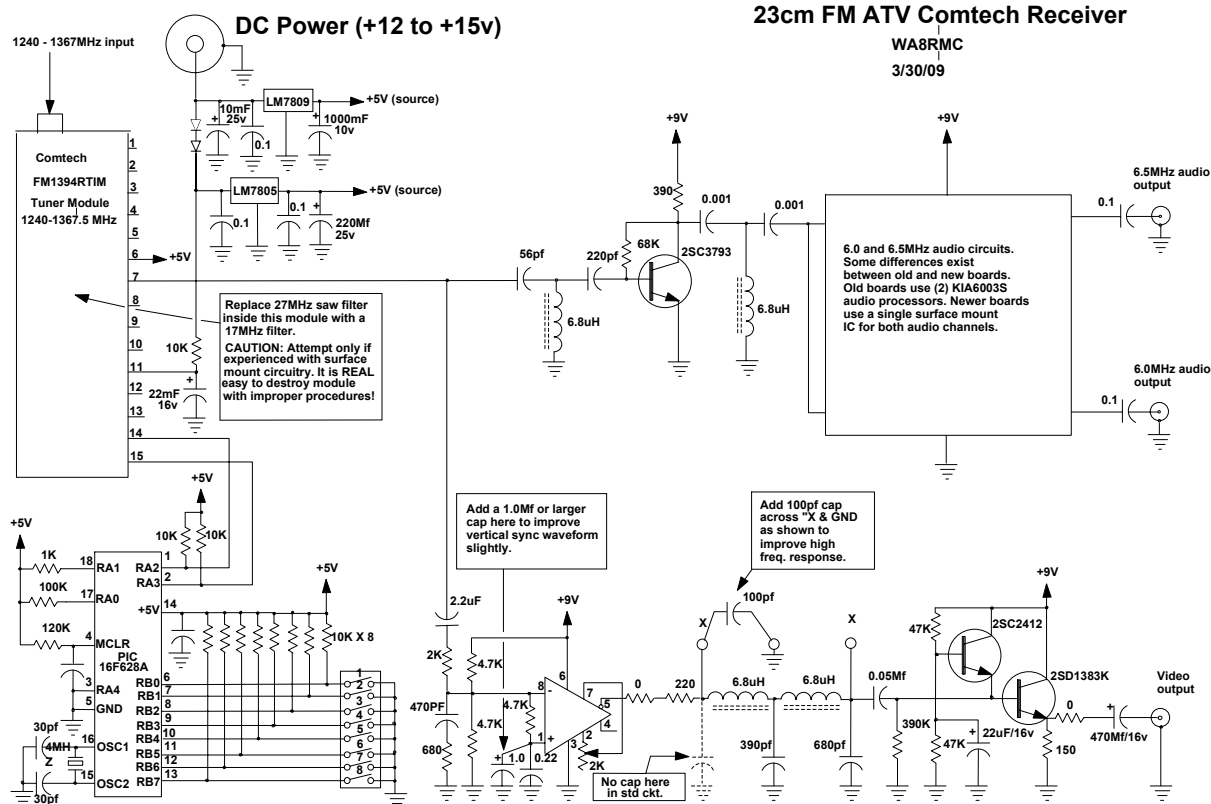 23cm FM ATV Comtech Receiver
WA8RMC
3/30/09
DC Power (+12 to +15v)
1240 - 1367MHz input
LM7809
+5V (source)
10mF
25v
0.1
1000mF
10v
LM7805
+5V (source)
0.1
0.1
220Mf
25v
Comtech
FM1394RTIM
Tuner Module
1240-1367.5 MHz
1
2
3
4
5
6
+5V
7
8
9
10
11
12
13
14
15
10K
22mF
16v
Replace 27MHz saw filter
inside this module with a
17MHz filter.
CAUTION: Attempt only if
experienced with surface
mount circuitry. It is REAL
easy to destroy module
with improper procedures!
56pf
6.8uH
220pf
68K
390
+9V
2SC3793
0.001
6.8uH
0.001
+9V
6.0 and 6.5MHz audio circuits.
Some differences exist
between old and new boards.
Old boards use (2) KIA6003S
audio processors. Newer boards
use a single surface mount
IC for both audio channels.
6.5MHz audio
output
0.1
6.0MHz audio
output
0.1
+5V
+5V
10K
10K
1K
100K
120K
18
RA1
17
RA0
4
MCLR
PIC
16F628A
3
RA4
5
GND
16
OSC1
15
OSC2
30pf
4MH
Z
30pf
RA2
1
RA3
2
+5V
14
+5V
10K X 8
RB0
6
RB1
7
RB2
8
RB3
9
RB4
10
RB5
11
RB6
12
RB7
13
1
2
3
4
5
6
7
8
Add a 1.0Mf or larger
cap here to improve
vertical sync waveform
slightly.
2.2uF
2K
4.7K
470PF
680
4.7K
4.7K
1.0
0.22
+9V
6
8
-
7
5
4
1
+
3
2
2K
0
220
X
100pf
Add 100pf cap
across "X & GND
as shown to
improve high
freq. response.
6.8uH
6.8uH
No cap here
in std ckt.
390pf
680pf
X
0.05Mf
390K
47K
47K
22uF/16v
2SC2412
+9V
2SD1383K
0
150
470Mf/16v
Video
output